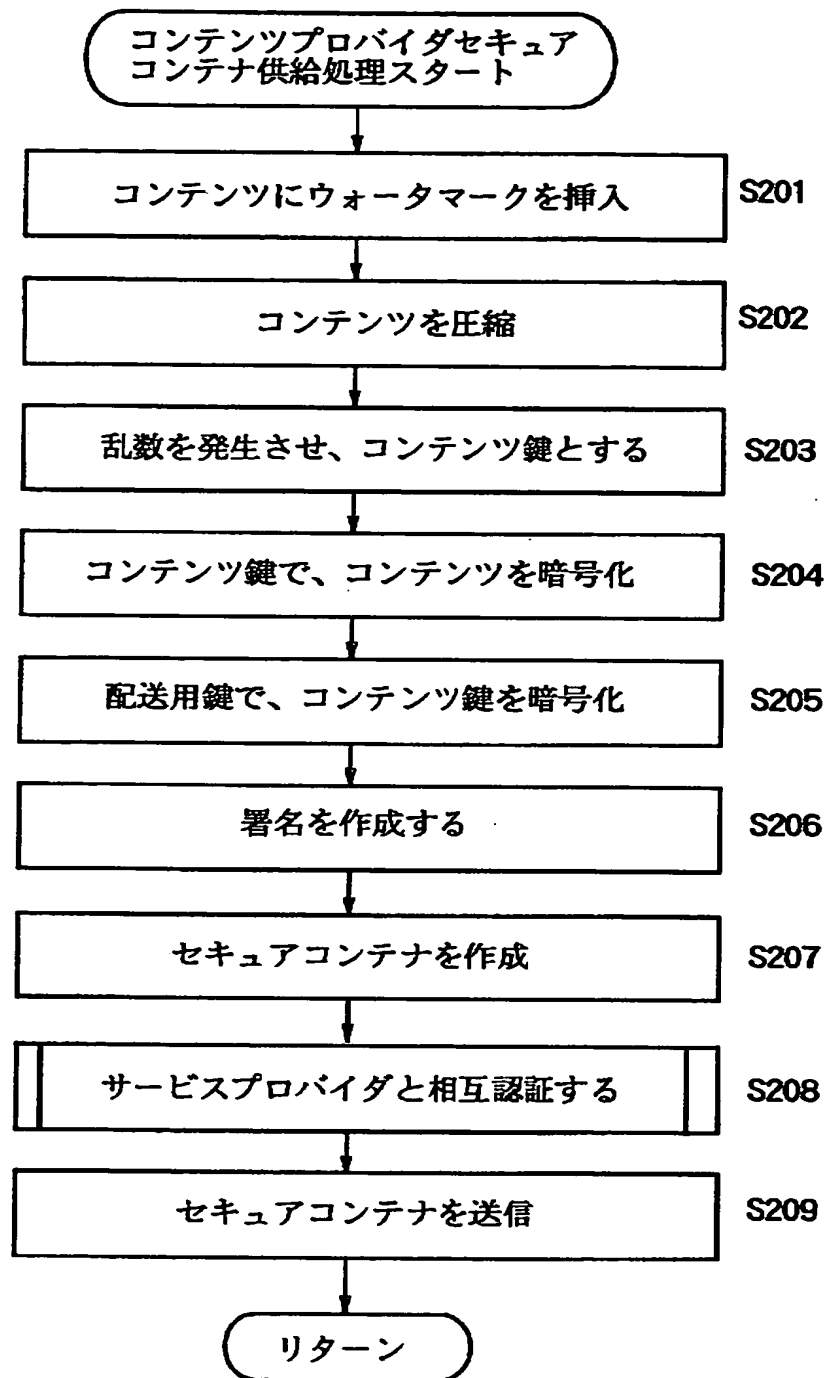 コンテンツプロバイダセキュア
コンテナ供給処理スタート
コンテンツにウォータマークを挿入
S201
コンテンツを圧縮
S202
乱数を発生させ、コンテンツ鍵とする
S203
コンテンツ鍵で、コンテンツを暗号化
S204
配送用鍵で、コンテンツ鍵を暗号化
S205
署名を作成する
S206
セキュアコンテナを作成
S207
サービスプロバイダと相互認証する
S208
セキュアコンテナを送信
S209
リターン